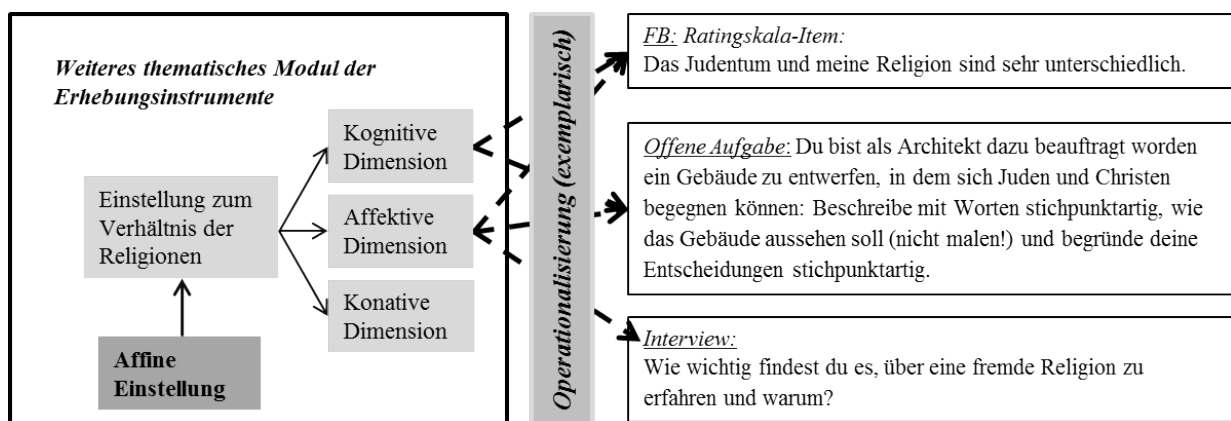 Weiteres thematisches Modul der
Erhebungsinstrumente
Einstellung zum
Verhältnis der
Religionen
Affine
Einstellung
Kognitive
Dimension
Affektive
Dimension
Konative
Dimension
Operationalisierung (exemplarisch)
FB: Ratingskala-Item:
Das Judentum und meine Religion sind sehr unterschiedlich.
Offene Aufgabe: Du bist als Architekt dazu beauftragt worden
ein Gebäude zu entwerfen, in dem sich Juden und Christen
begegnen können: Beschreibe mit Worten stichpunktartig, wie
das Gebäude aussehen soll (nicht malen!) und begründe deine
Entscheidungen stichpunktartig.
Interview:
Wie wichtig findest du es, über eine fremde Religion zu
erfahren und warum?